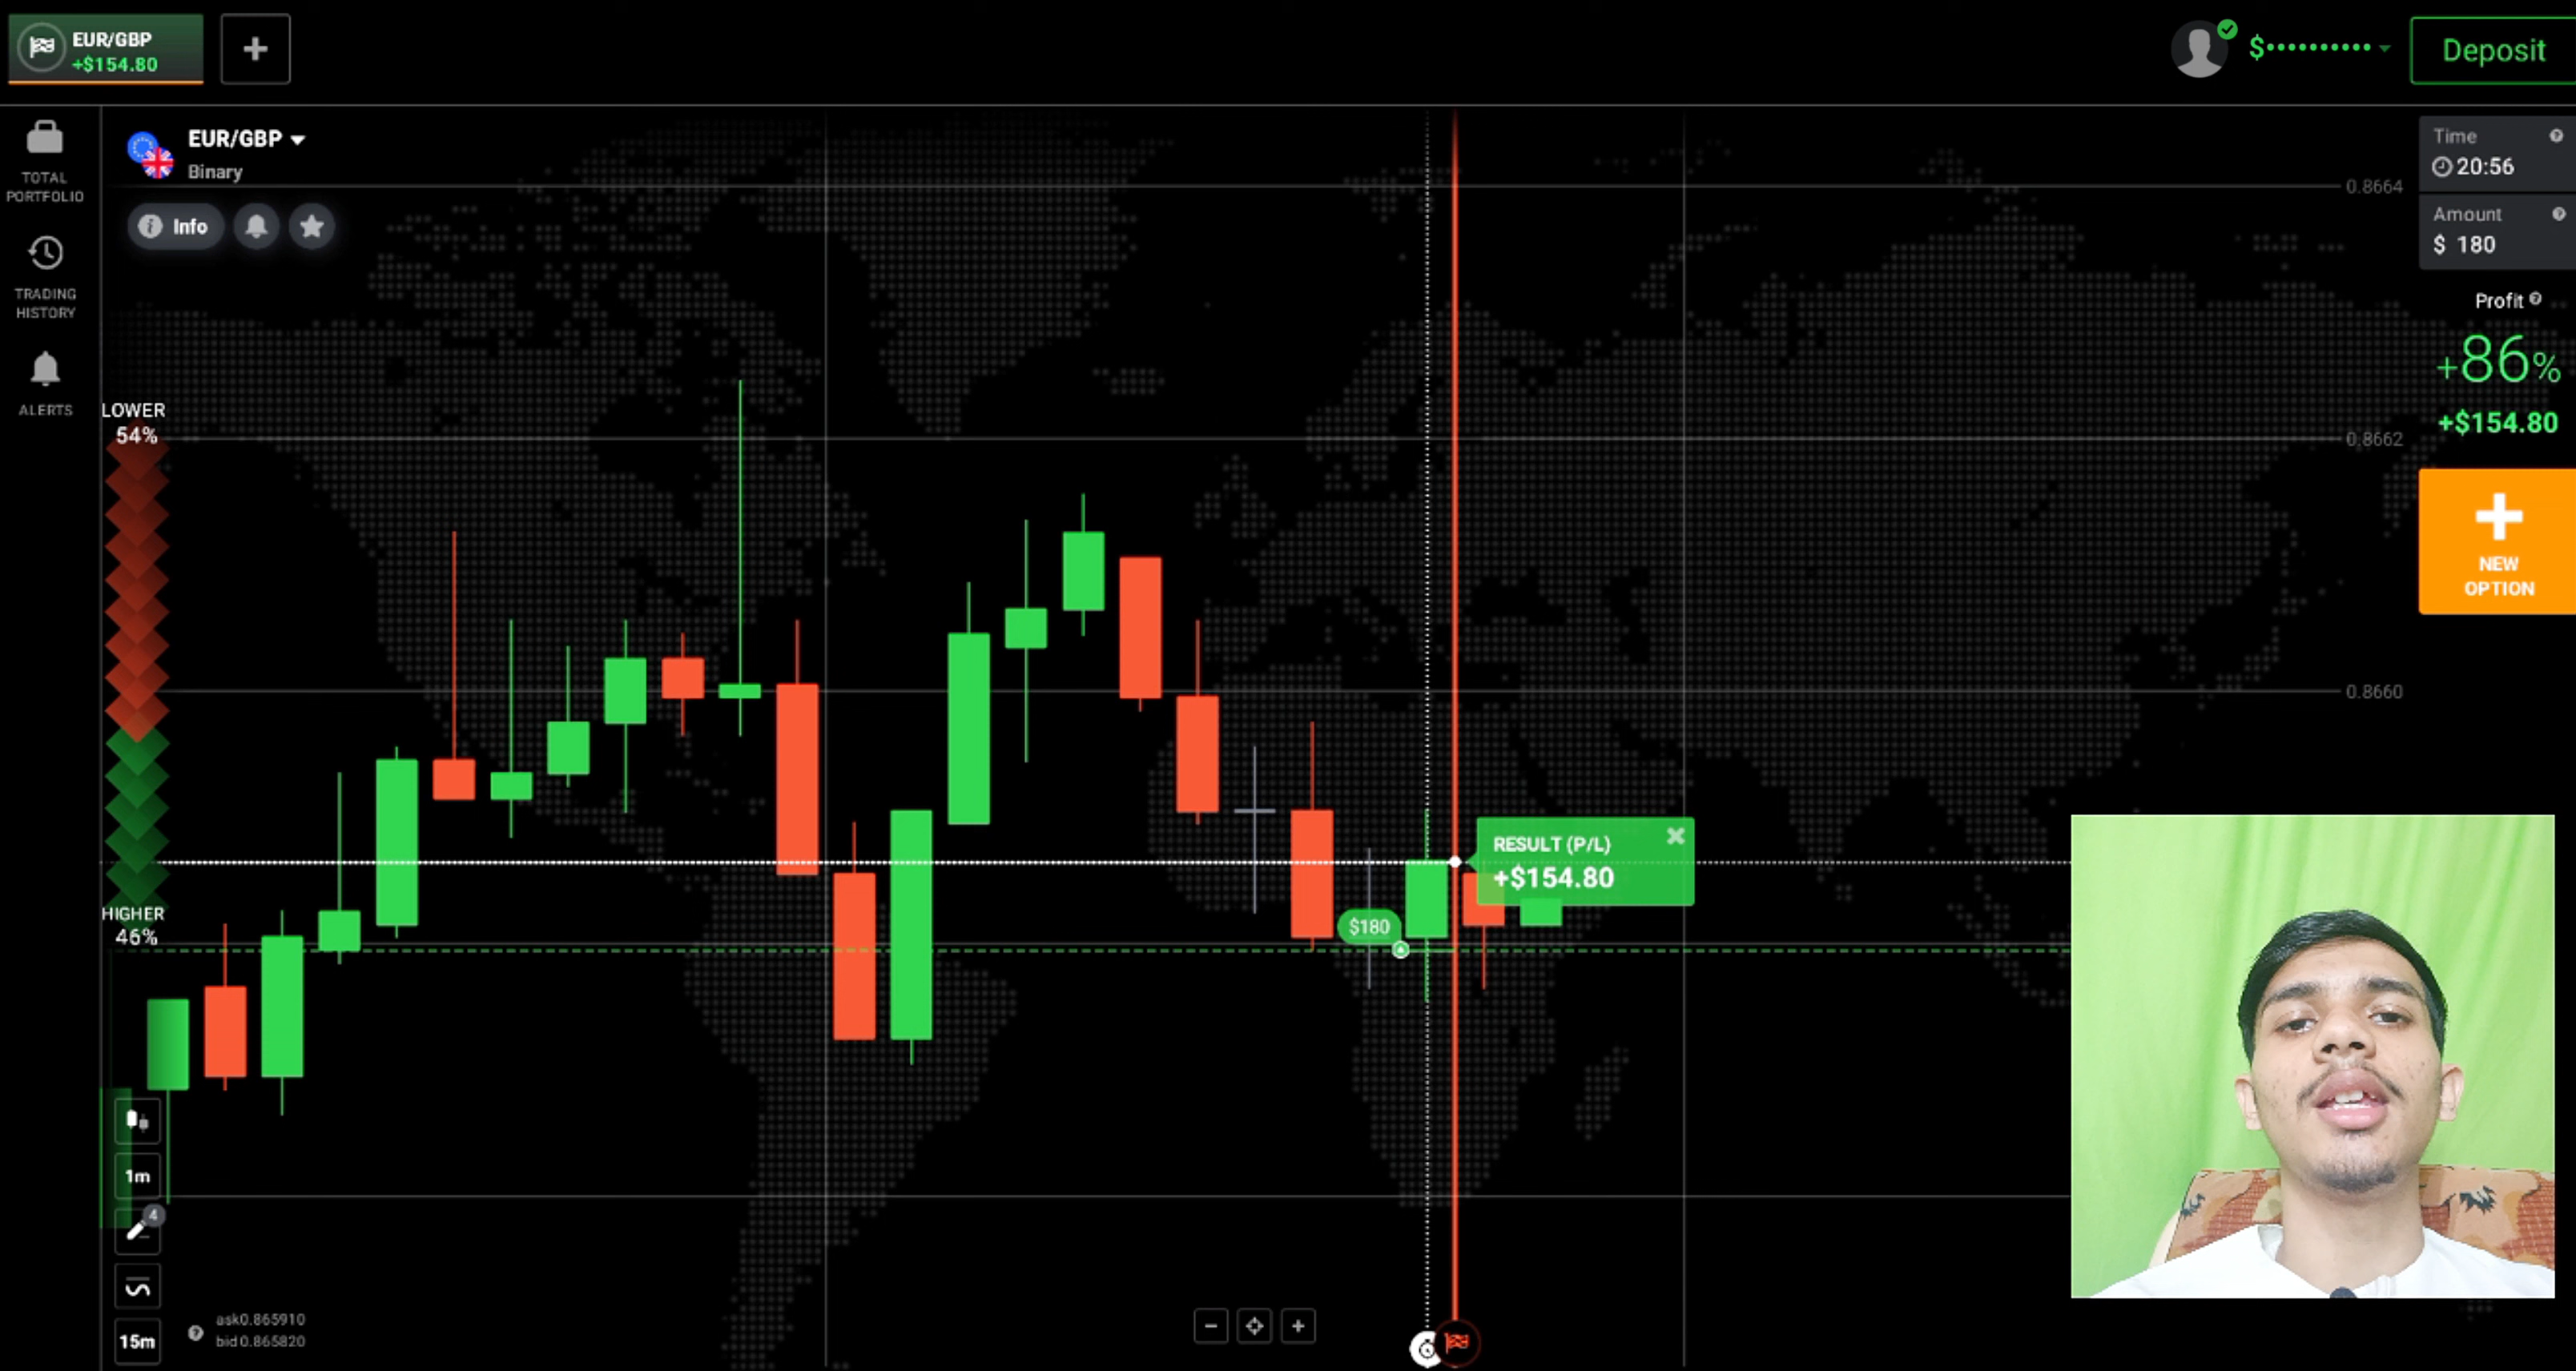 EUR/GBP
+$154.80
$
Deposit
TOTAL
PORTFOLIO
TRADING
HISTORY
ALERTS
EUR/GBP
Binary
Info
LOWER
54%
HIGHER
46%
0.8664
0.8662
0.8660
Time
20:56
Amount
$ 180
Profit
+86%
+$154.80
NEW
OPTION
RESULT (P/L)
+$154.80
$180
1m
4
15m
ask0.865910
bid0.865820